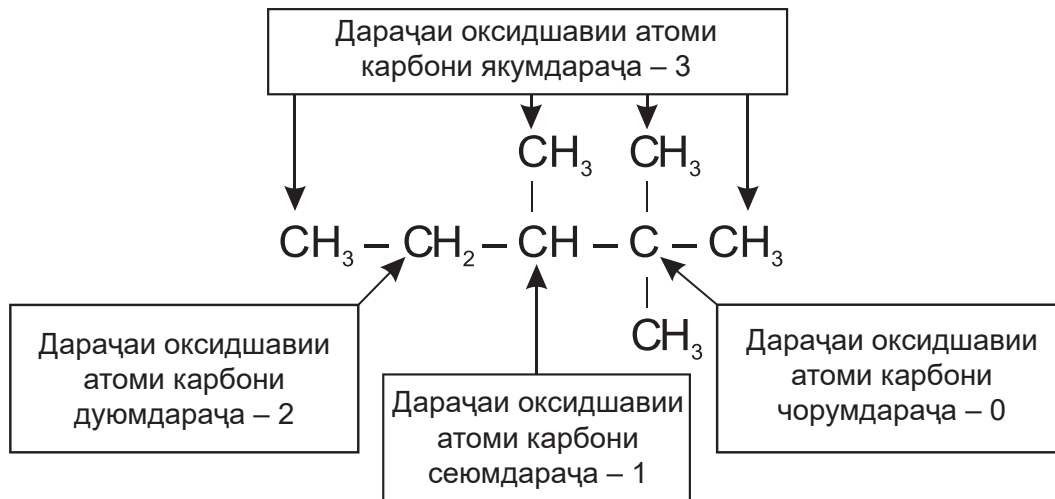 Дараҷаи оксидшавии атоми
карбони якумдараҷа – 3
CH₃ CH₃
CH₃ – CH₂ – CH – C – CH₃
CH₃
Дараҷаи оксидшавии
атоми карбони
дуюмдараҷа – 2
Дараҷаи оксидшавии
атоми карбони
сеюмдараҷа – 1
Дараҷаи оксидшавии
атоми карбони
чорумдараҷа – 0